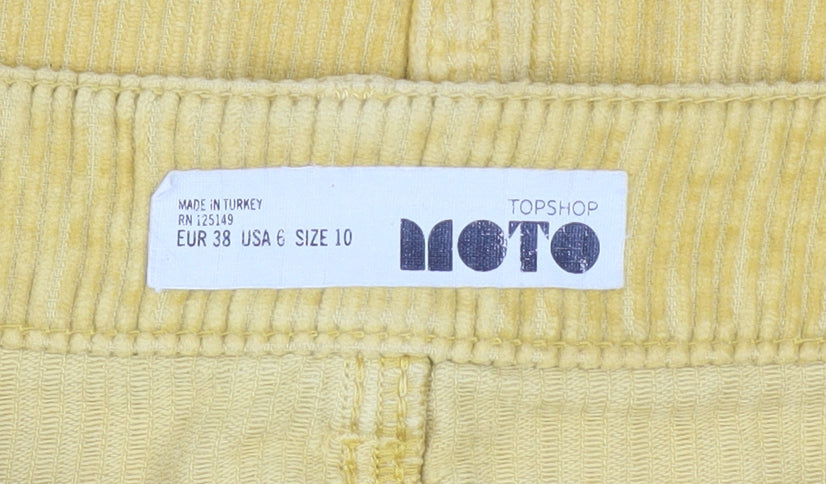 MADE IN TURKEY
RN 125149
EUR 38 USA 6 SIZE 10
TOPSHOP
MOTO